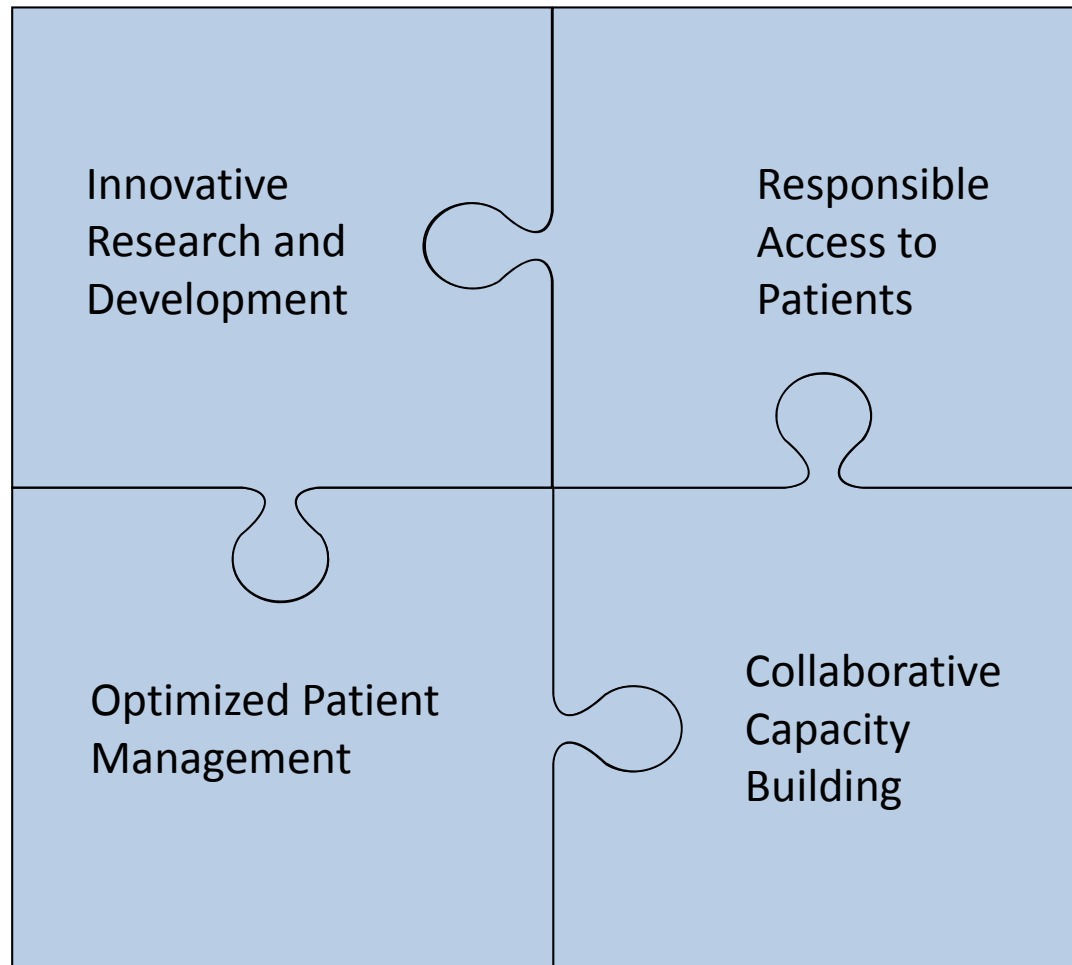 Innovative
Research and
Development
Responsible
Access to
Patients
Optimized Patient
Management
Collaborative
Capacity
Building